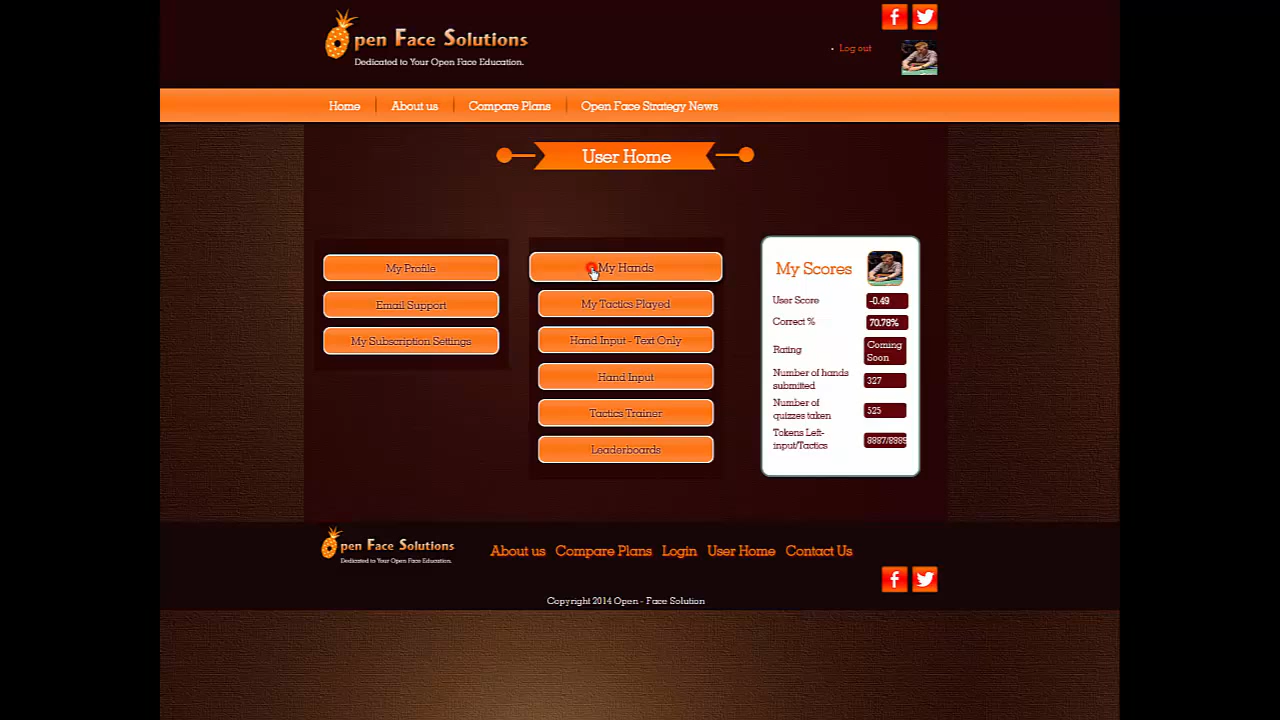 pen Face Solutions
Dedicated to Your Open Face Education.
Log out
Home
About us
Compare Plans
Open Face Strategy News
User Home
My Profile
Email Support
My Subscription Settings
My Hands
My Tactics Played
Hand Input - Text Only
Hand Input
Tactics Trainer
Leaderboards
My Scores
User Score
-0.49
Correct %
70.78%
Rating
Coming
Soon
Number of hands
submitted
327
Number of
quizzes taken
525
Tokens Left-
input/Tactics
8887/8889
pen Face Solutions
Dedicated to Your Open Face Education.
About us Compare Plans Login User Home Contact Us
Copyright 2014 Open - Face Solution